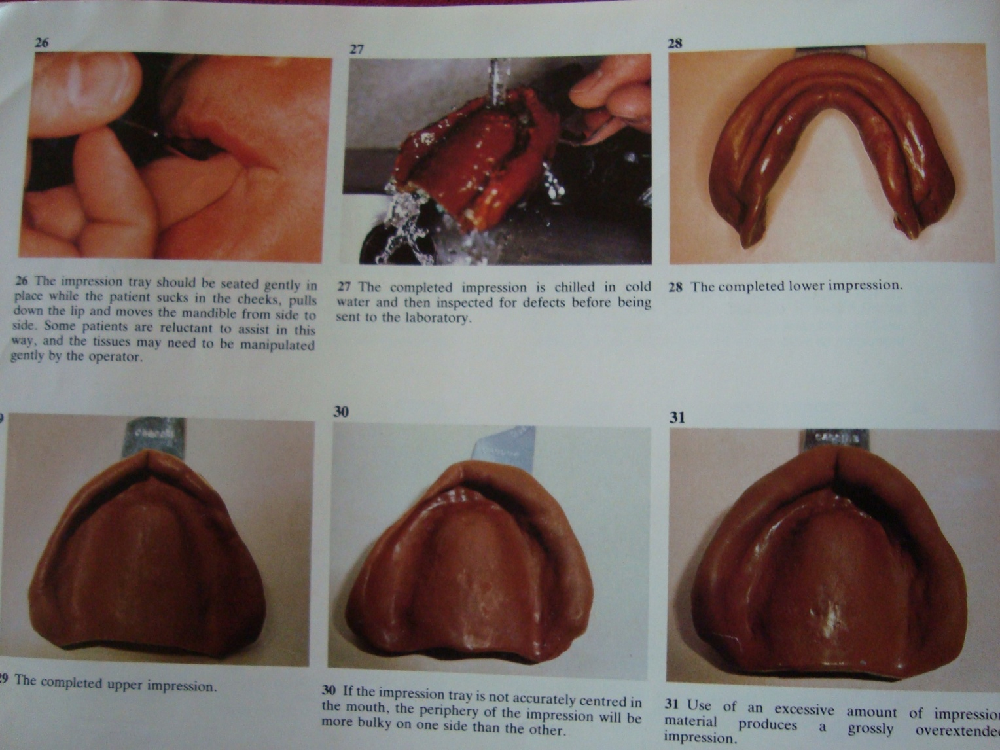 26
27
28
26 The impression tray should be seated gently in
place while the patient sucks in the cheeks, pulls
down the lip and moves the mandible from side to
side. Some patients are reluctant to assist in this
way, and the tissues may need to be manipulated
gently by the operator.
27 The completed impression is chilled in cold
water and then inspected for defects before being
sent to the laboratory.
28 The completed lower impression.
9
30
31
29 The completed upper impression.
30 If the impression tray is not accurately centred in
the mouth, the periphery of the impression will be
more bulky on one side than the other.
31 Use of an excessive amount of impression
material produces a grossly overextended
impression.